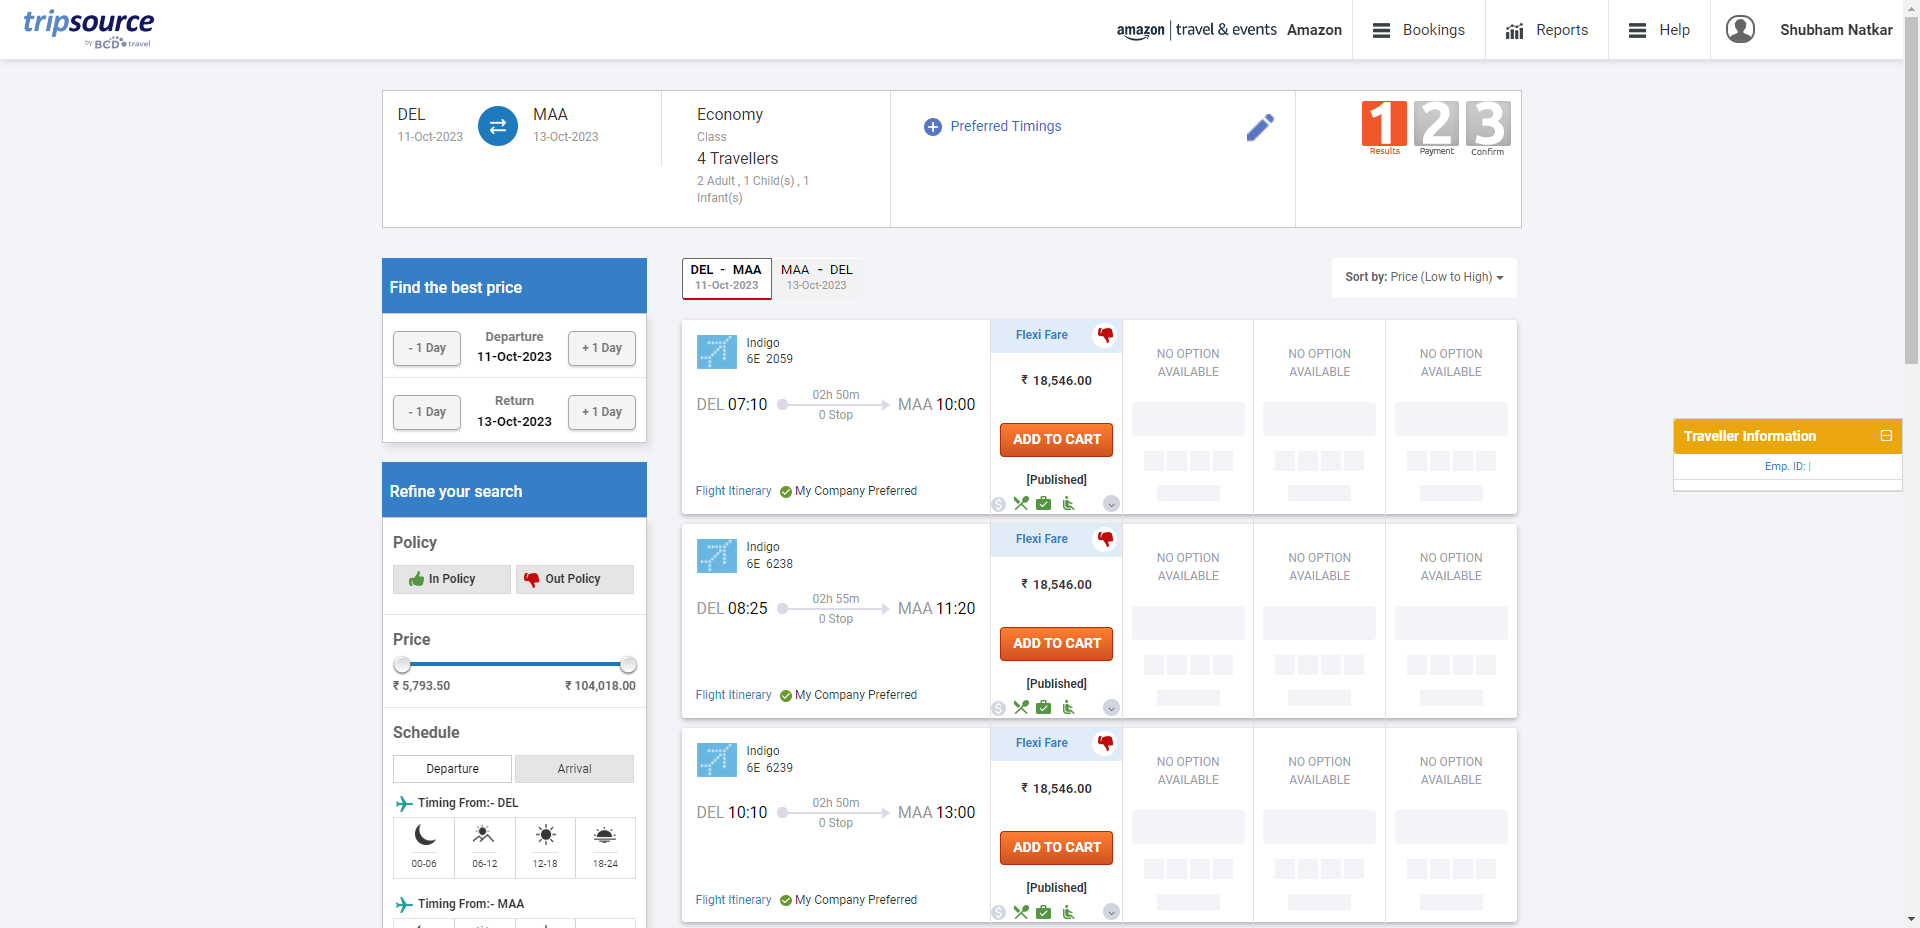 tripsource
by BCD travel
amazon | travel & events Amazon
Bookings
Reports
Help
Shubham Natkar
DEL
11-Oct-2023
MAA
13-Oct-2023
Economy
Class
4 Travellers
2 Adult , 1 Child(s) , 1
Infant(s)
Preferred Timings
1 2 3
Results Payment Confirm
Find the best price
- 1 Day
Departure
11-Oct-2023
+ 1 Day
- 1 Day
Return
13-Oct-2023
+ 1 Day
Refine your search
Policy
In Policy
Out Policy
Price
₹ 5,793.50
₹ 104,018.00
Schedule
Departure
Arrival
Timing From:- DEL
00-06
06-12
12-18
18-24
Timing From:- MAA
DEL - MAA
11-Oct-2023
MAA - DEL
13-Oct-2023
Sort by: Price (Low to High)
Indigo
6E 2059
DEL 07:10
02h 50m
0 Stop
MAA 10:00
Flight Itinerary
My Company Preferred
Flexi Fare
₹ 18,546.00
ADD TO CART
[Published]
NO OPTION
AVAILABLE
NO OPTION
AVAILABLE
NO OPTION
AVAILABLE
Indigo
6E 6238
DEL 08:25
02h 55m
0 Stop
MAA 11:20
Flight Itinerary
My Company Preferred
Flexi Fare
₹ 18,546.00
ADD TO CART
[Published]
NO OPTION
AVAILABLE
NO OPTION
AVAILABLE
NO OPTION
AVAILABLE
Indigo
6E 6239
DEL 10:10
02h 50m
0 Stop
MAA 13:00
Flight Itinerary
My Company Preferred
Flexi Fare
₹ 18,546.00
ADD TO CART
[Published]
NO OPTION
AVAILABLE
NO OPTION
AVAILABLE
NO OPTION
AVAILABLE
Traveller Information
Emp. ID: |